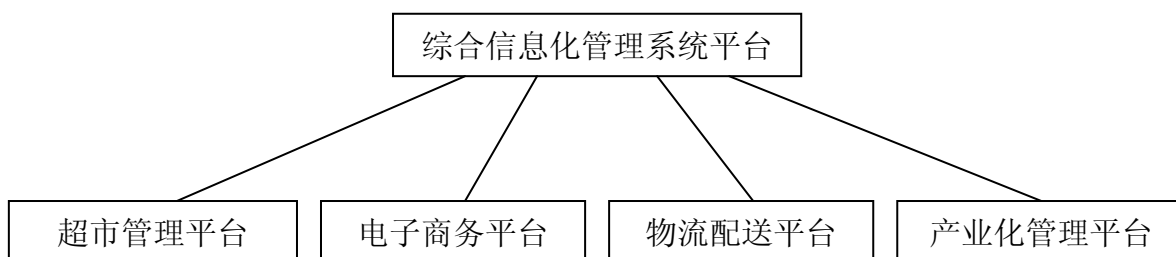 综合信息化管理系统平台
超市管理平台
电子商务平台
物流配送平台
产业化管理平台